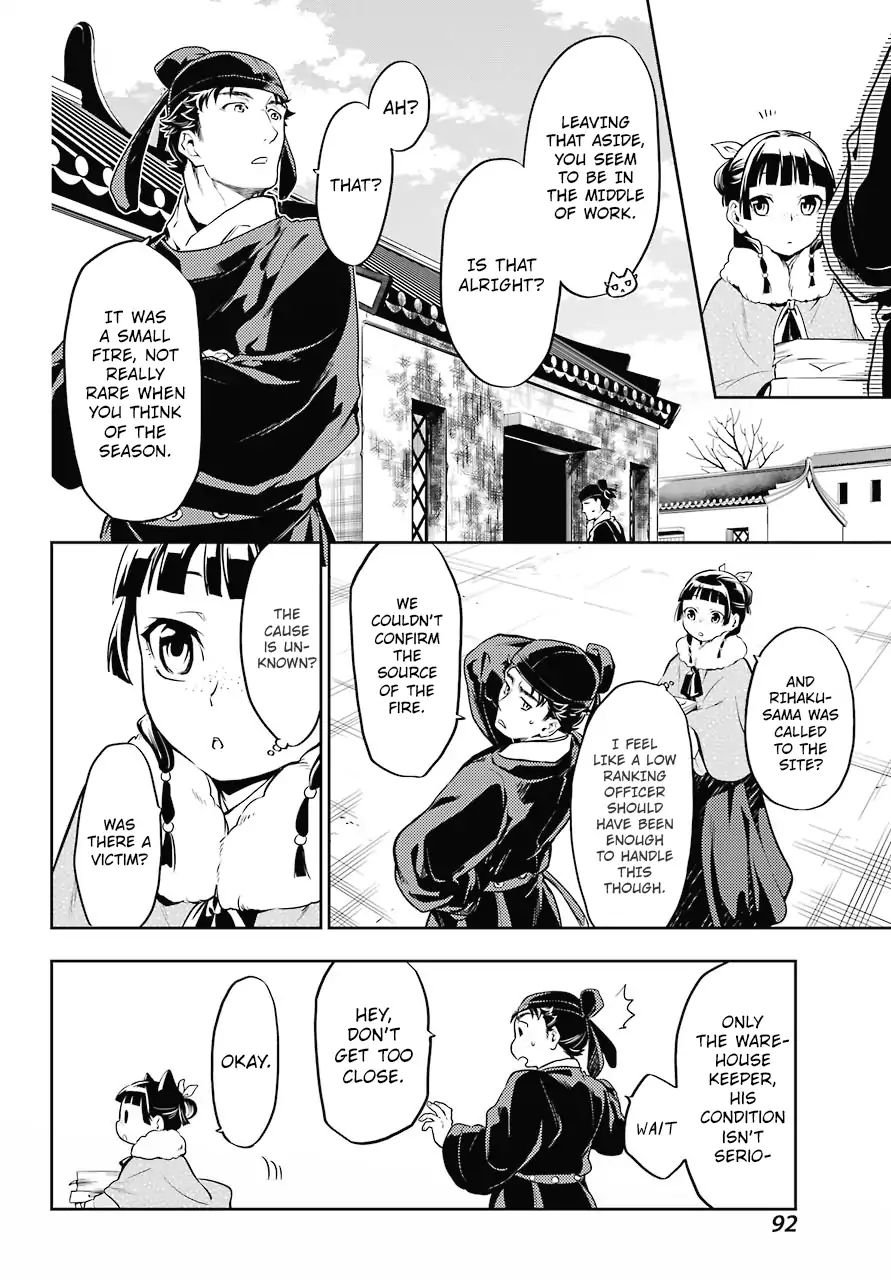 LEAVING
THAT ASIDE,
YOU SEEM
TO BE IN
THE MIDDLE
OF WORK.
IS THAT
ALRIGHT?
AH?
THAT?
IT WAS
A SMALL
FIRE, NOT
REALLY
RARE WHEN
YOU THINK
OF THE
SEASON.
AND
RIHAKU-
SAMA WAS
CALLED
TO THE
SITE?
I FEEL
LIKE A LOW
RANKING
OFFICER
SHOULD
HAVE BEEN
ENOUGH
TO HANDLE
THIS
THOUGH.
WE
COULDN'T
CONFIRM
THE
SOURCE
OF THE
FIRE.
THE
CAUSE
IS UN-
KNOWN?
WAS
THERE A
VICTIM?
ONLY
THE WARE-
HOUSE
KEEPER,
HIS
CONDITION
ISN'T
SERIO-
WAIT
HEY,
DON'T
GET TOO
CLOSE.
OKAY.
92